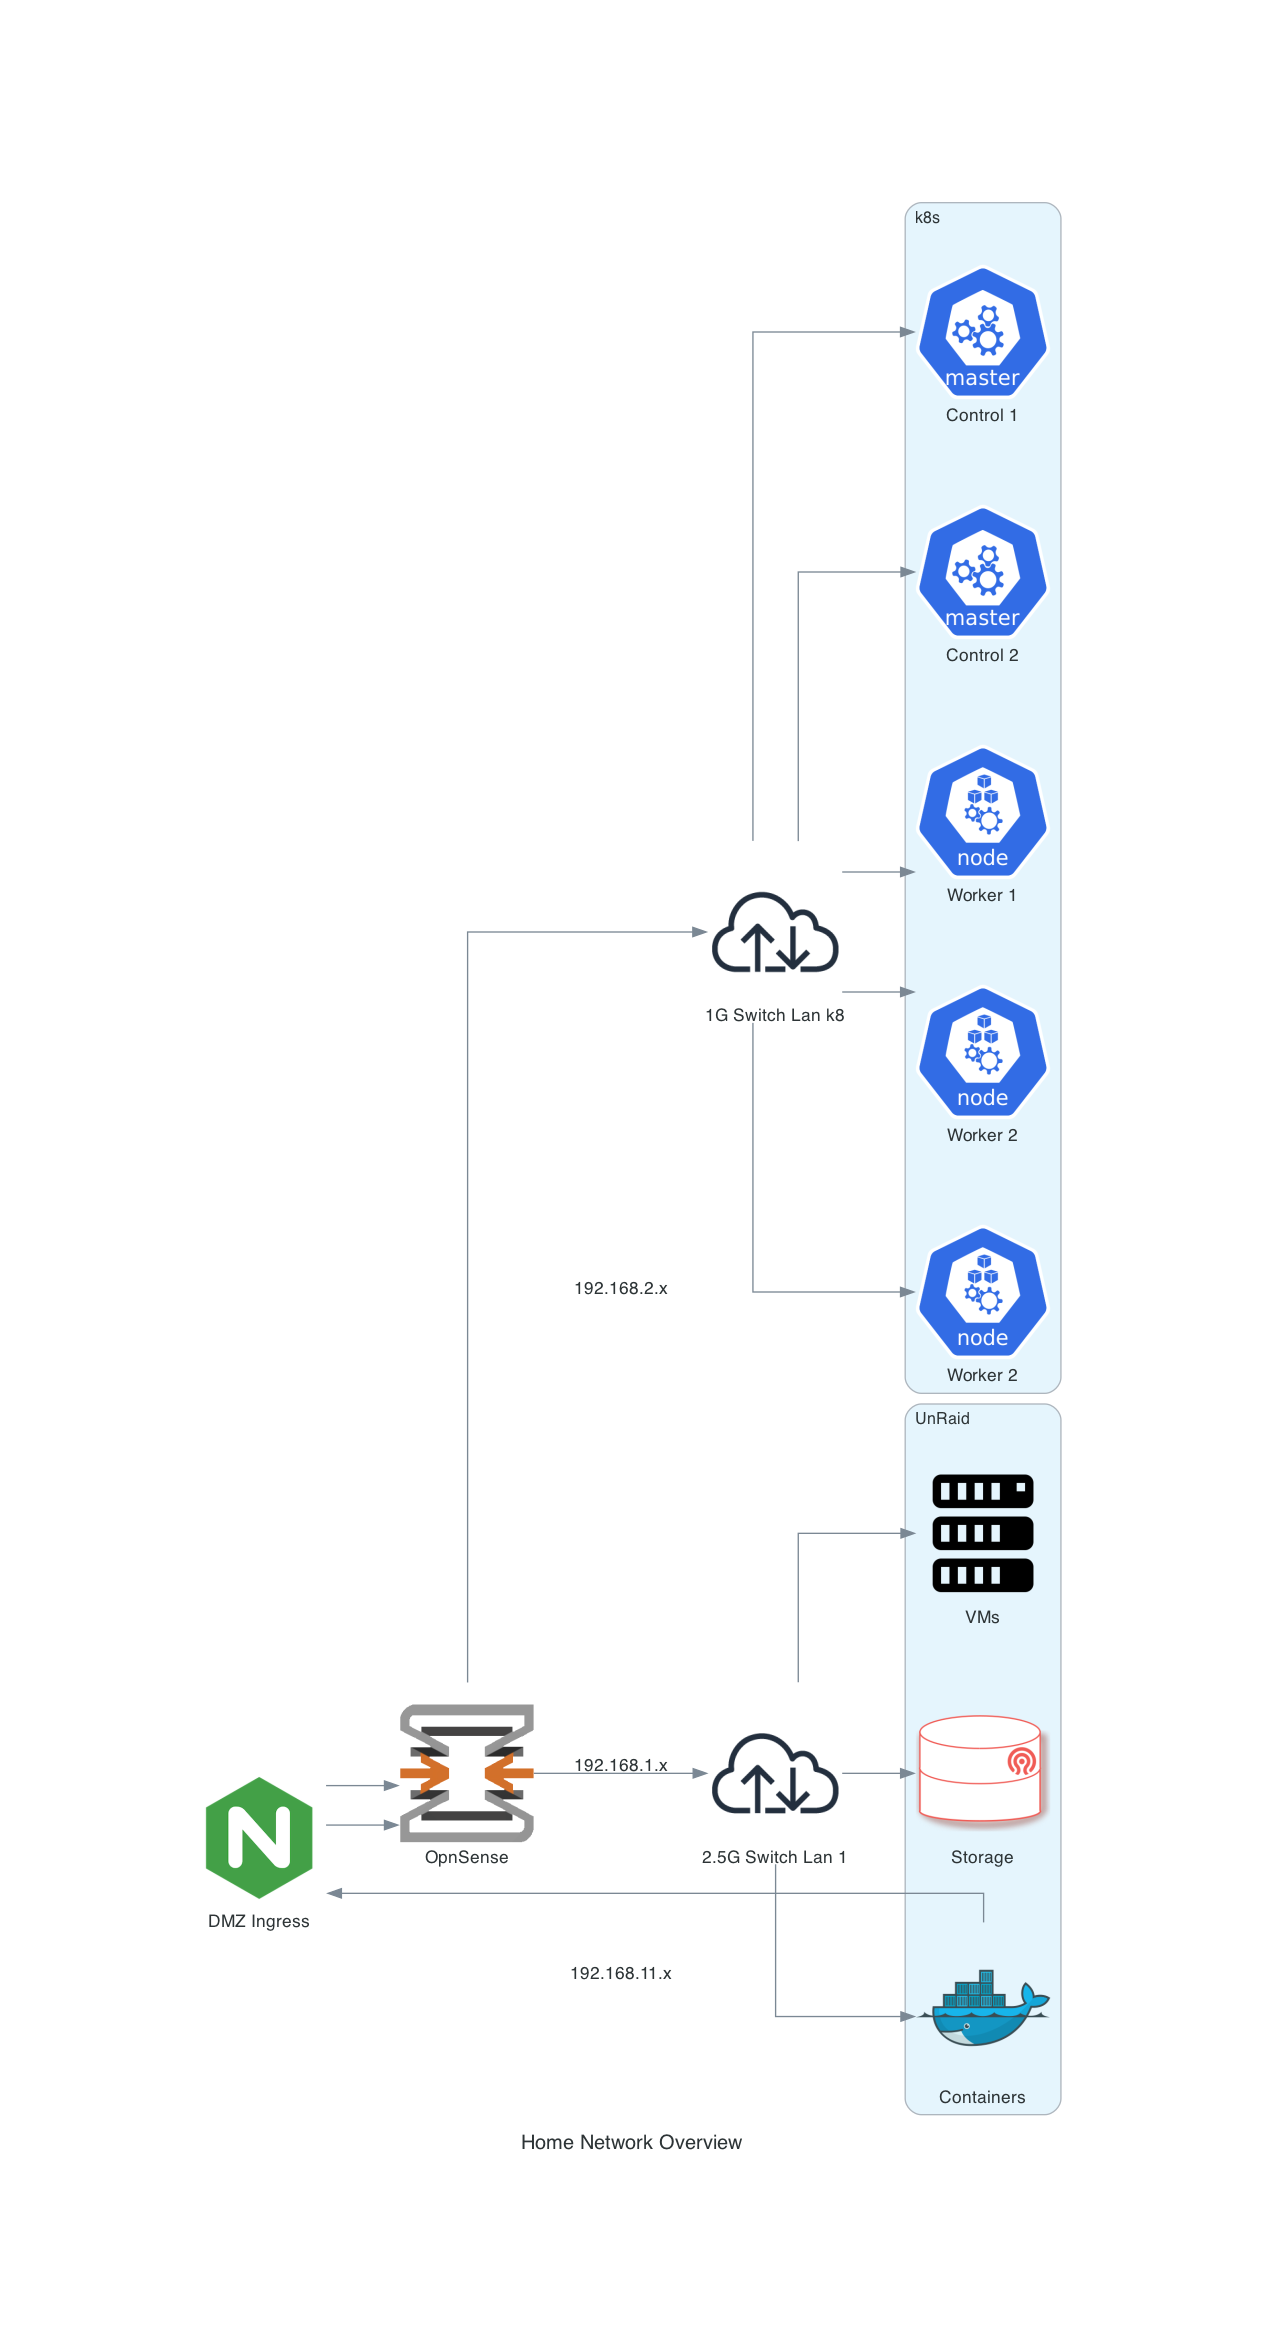 k8s
master
Control 1
master
Control 2
node
Worker 1
1G Switch Lan k8
node
Worker 2
192.168.2.x
node
Worker 2
UnRaid
VMs
192.168.1.x
OpnSense
2.5G Switch Lan 1
Storage
N
DMZ Ingress
192.168.11.x
Containers
Home Network Overview